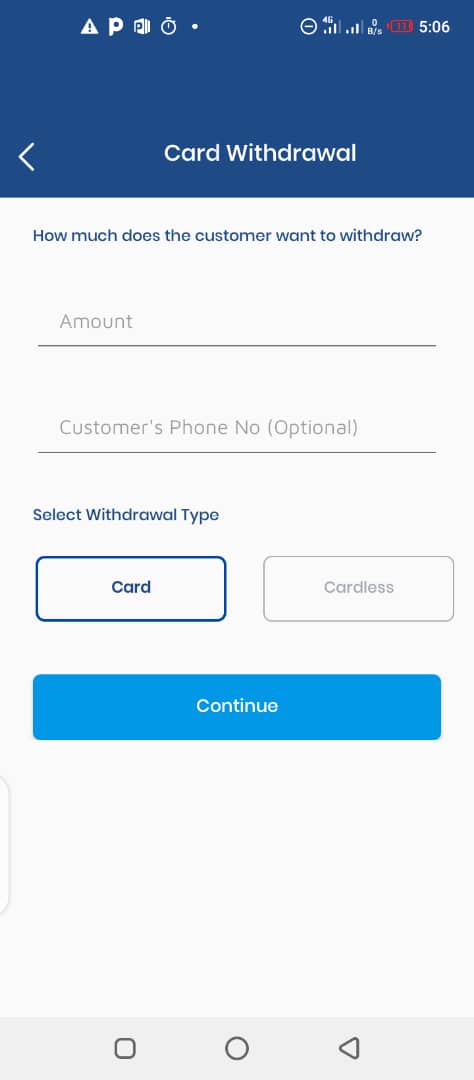 4G 0 B/s 11 5:06
Card Withdrawal
How much does the customer want to withdraw?
Amount
Customer's Phone No (Optional)
Select Withdrawal Type
Card Cardless
Continue